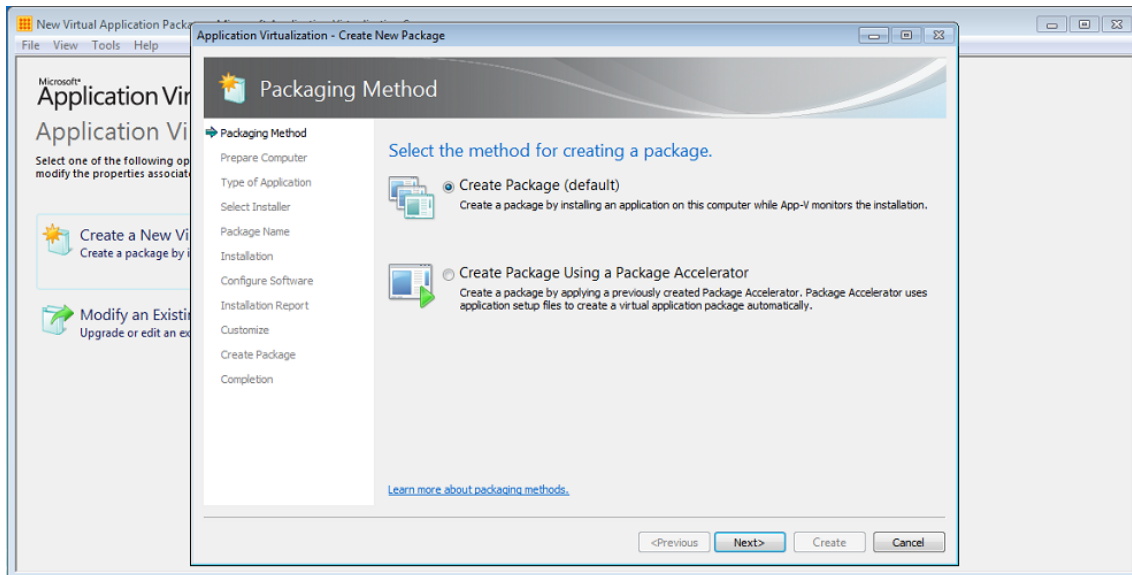 New Virtual Application Packa
File View Tools Help
Microsoft®
Application Vir
Application Vi
Select one of the following op
modify the properties associat
Create a New Vi
Create a package by i
Modify an Existin
Upgrade or edit an ex
Application Virtualization - Create New Package
Packaging Method
Packaging Method
Prepare Computer
Type of Application
Select Installer
Package Name
Installation
Configure Software
Installation Report
Customize
Create Package
Completion
Select the method for creating a package.
Create Package (default)
Create a package by installing an application on this computer while App-V monitors the installation.
Create Package Using a Package Accelerator
Create a package by applying a previously created Package Accelerator. Package Accelerator uses
application setup files to create a virtual application package automatically.
Learn more about packaging methods.
<Previous Next> Create Cancel